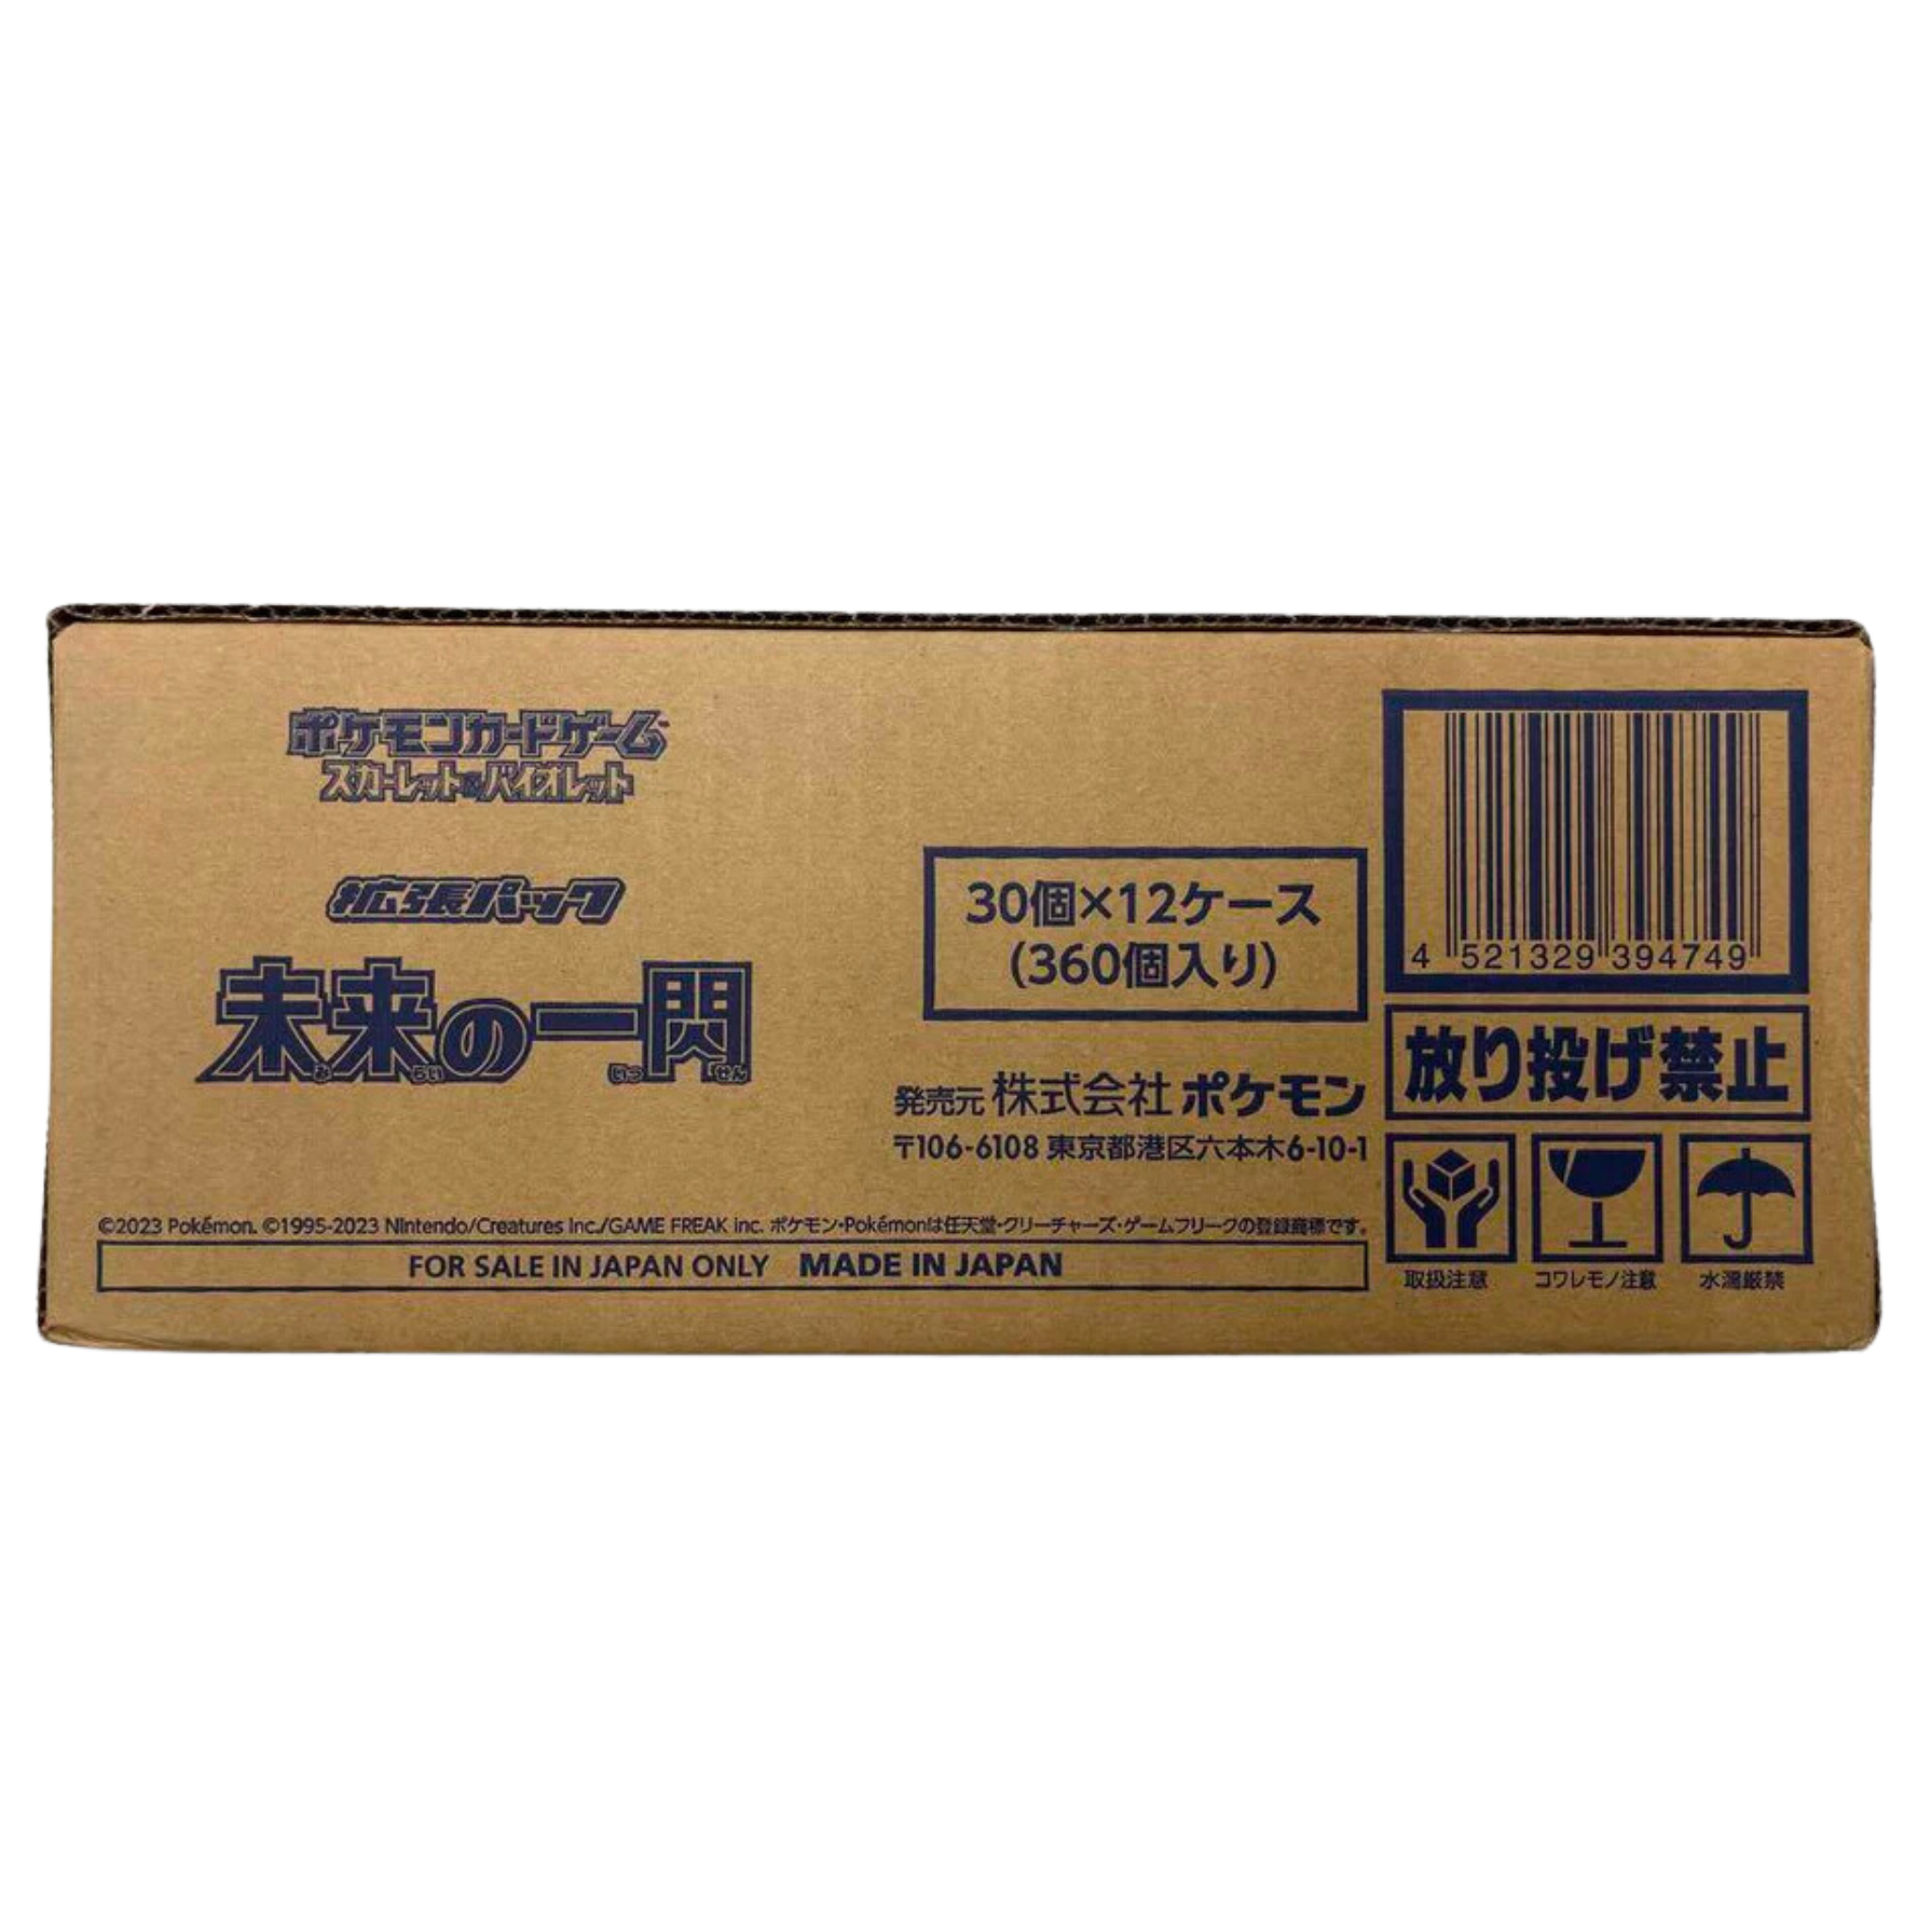 ポケモンカードゲーム
スカーレット&バイオレット
拡張パック
未来の一閃
み らい いっ せん
30個×12ケース
(360個入り)
発売元 株式会社 ポケモン
〒106-6108 東京都港区六本木6-10-1
©2023 Pokémon. ©1995-2023 Nintendo/Creatures Inc./GAME FREAK inc. ポケモン・Pokémonは任天堂・クリーチャーズ・ゲームフリークの登録商標です。
FOR SALE IN JAPAN ONLY MADE IN JAPAN
4 521329 394749
放り投げ禁止
取扱注意 コワレモノ注意 水濡厳禁